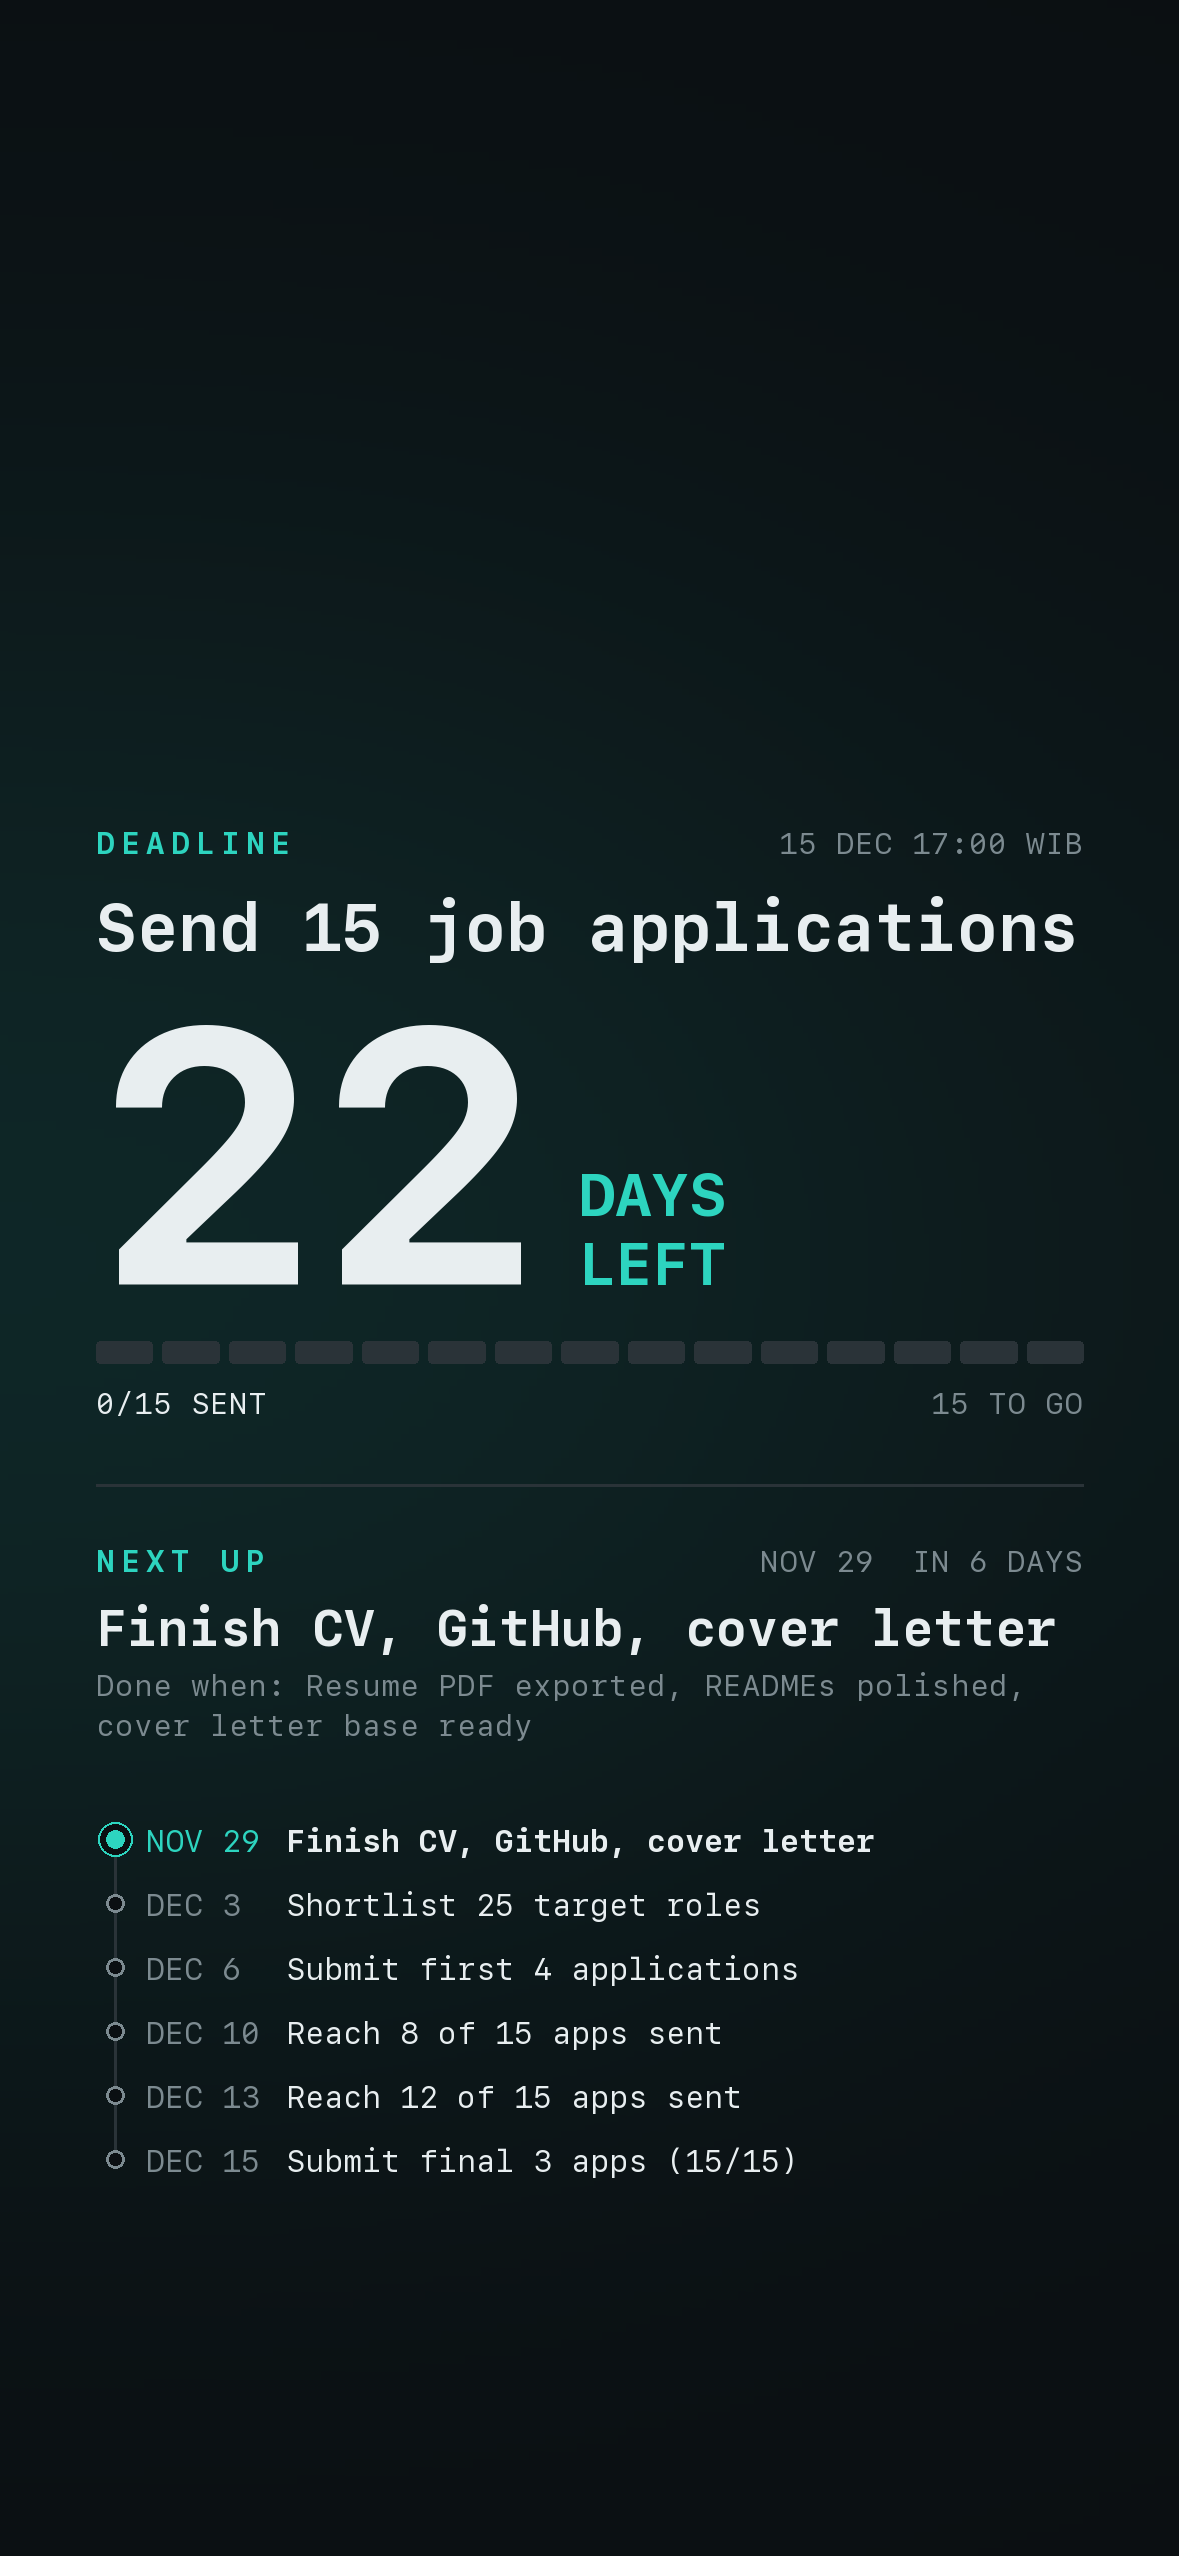 DEADLINE 15 DEC 17:00 WIB
Send 15 job applications
22 DAYS LEFT
0/15 SENT 15 TO GO
NEXT UP NOV 29 IN 6 DAYS
Finish CV, GitHub, cover letter
Done when: Resume PDF exported, READMEs polished,
cover letter base ready
NOV 29 Finish CV, GitHub, cover letter
DEC 3 Shortlist 25 target roles
DEC 6 Submit first 4 applications
DEC 10 Reach 8 of 15 apps sent
DEC 13 Reach 12 of 15 apps sent
DEC 15 Submit final 3 apps (15/15)